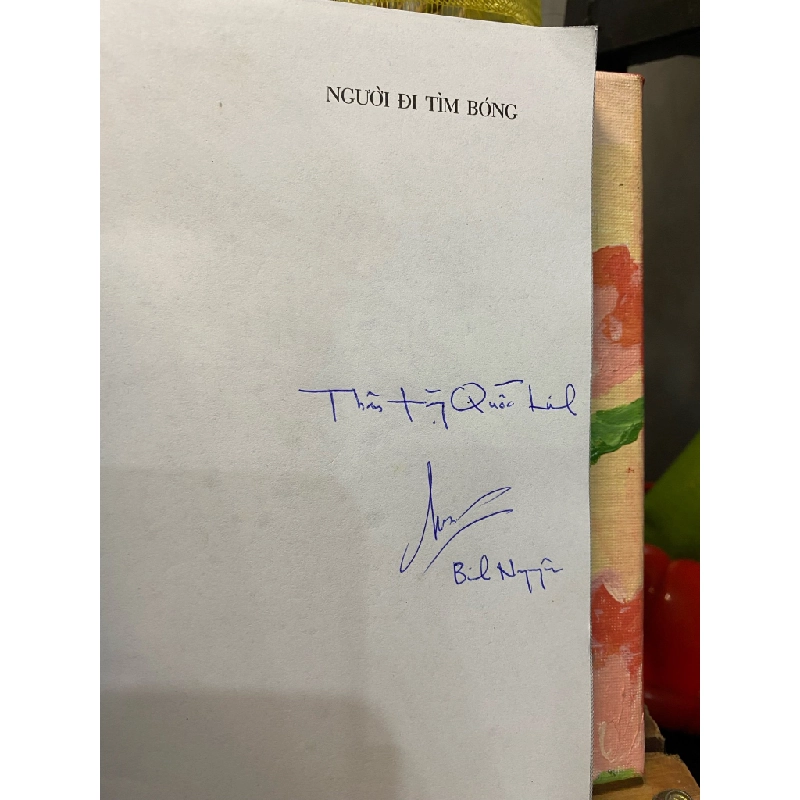 NGƯỜI ĐI TÌM BÓNG
Thân tặng Quốc Linh
Bình Nguyên